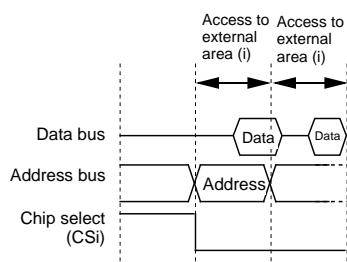 Access to
external
area (i)
Access to
external
area (i)
Data bus
Data
Data
Address bus
Address
Chip select
(CSi)